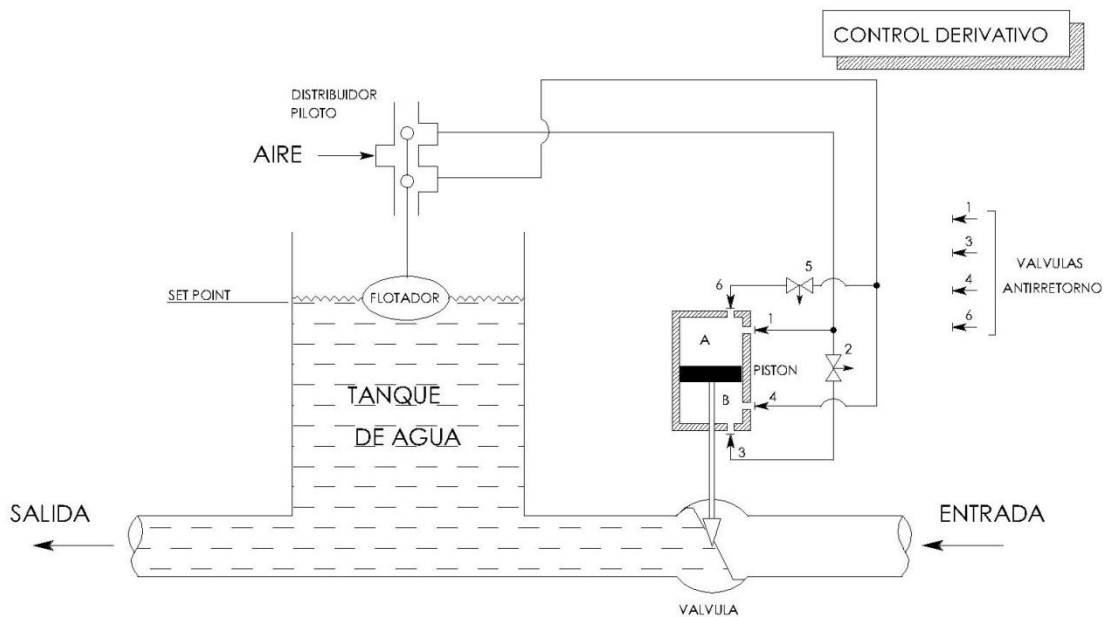 CONTROL DERIVATIVO
DISTRIBUIDOR
PILOTO
AIRE
SET POINT
FLOTADOR
TANQUE
DE AGUA
5
6
1
2
A
PISTON
B
4
3
1
3
4
6
VALVULAS
ANTIRRETORNO
SALIDA
ENTRADA
VALVULA